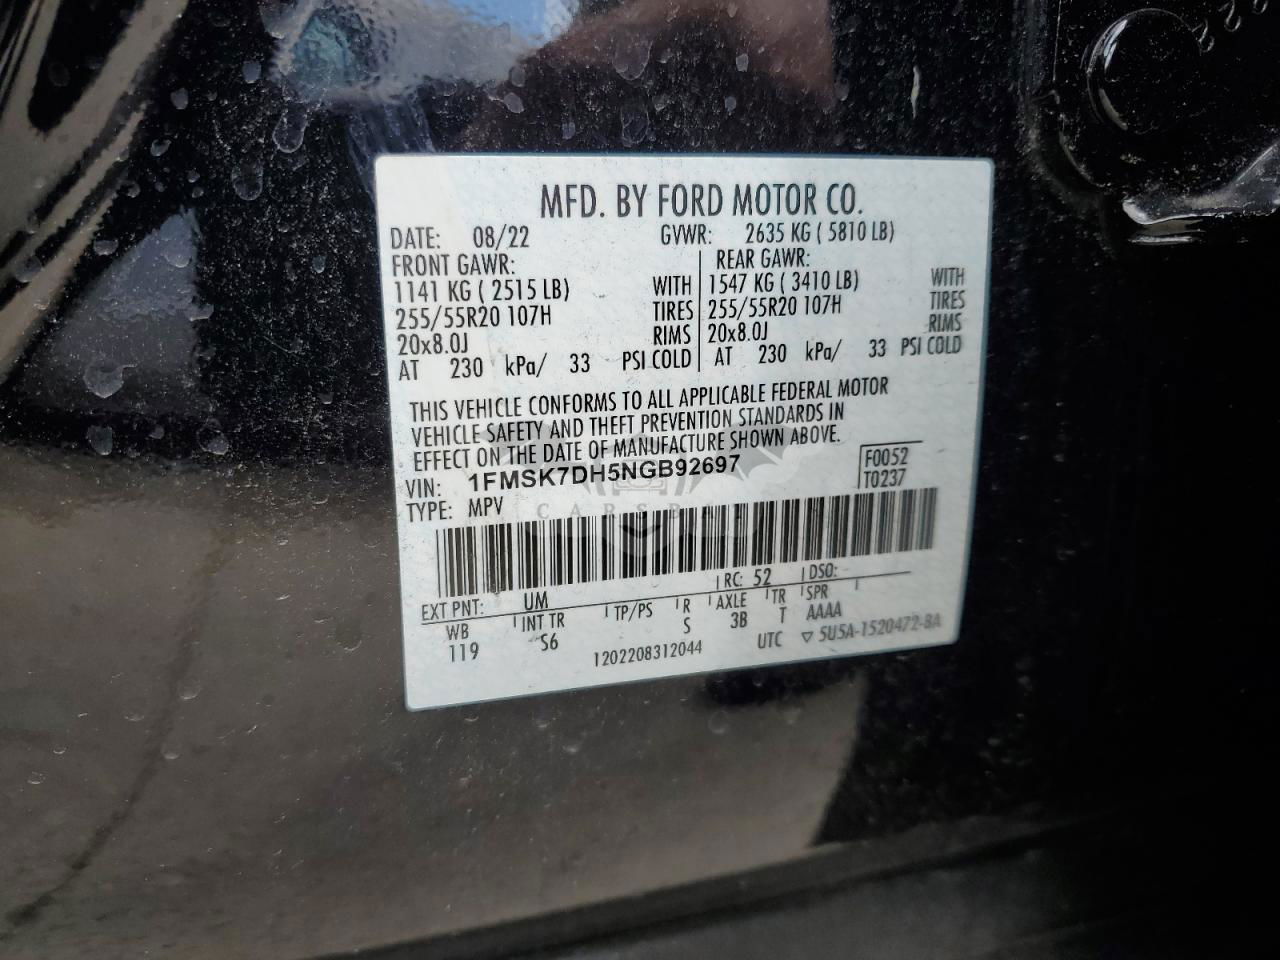 MFD. BY FORD MOTOR CO.
DATE: 08/22 GVWR: 2635 KG ( 5810 LB)
FRONT GAWR: REAR GAWR:
1141 KG ( 2515 LB) WITH 1547 KG ( 3410 LB) WITH
255/55R20 107H TIRES 255/55R20 107H TIRES
20x8.0J RIMS 20x8.0J RIMS
AT 230 kPa/ 33 PSI COLD AT 230 kPa/ 33 PSI COLD
THIS VEHICLE CONFORMS TO ALL APPLICABLE FEDERAL MOTOR
VEHICLE SAFETY AND THEFT PREVENTION STANDARDS IN
EFFECT ON THE DATE OF MANUFACTURE SHOWN ABOVE.
VIN: 1FMSK7DH5NGB92697 F0052
TYPE: MPV T0237
EXT PNT: UM RC: 52 DSO:
WB INT TR TP/PS R AXLE TR SPR
119 S6 S 3B T AAAA
1202208312044 UTC ▽ 5U5A-1520472-BA